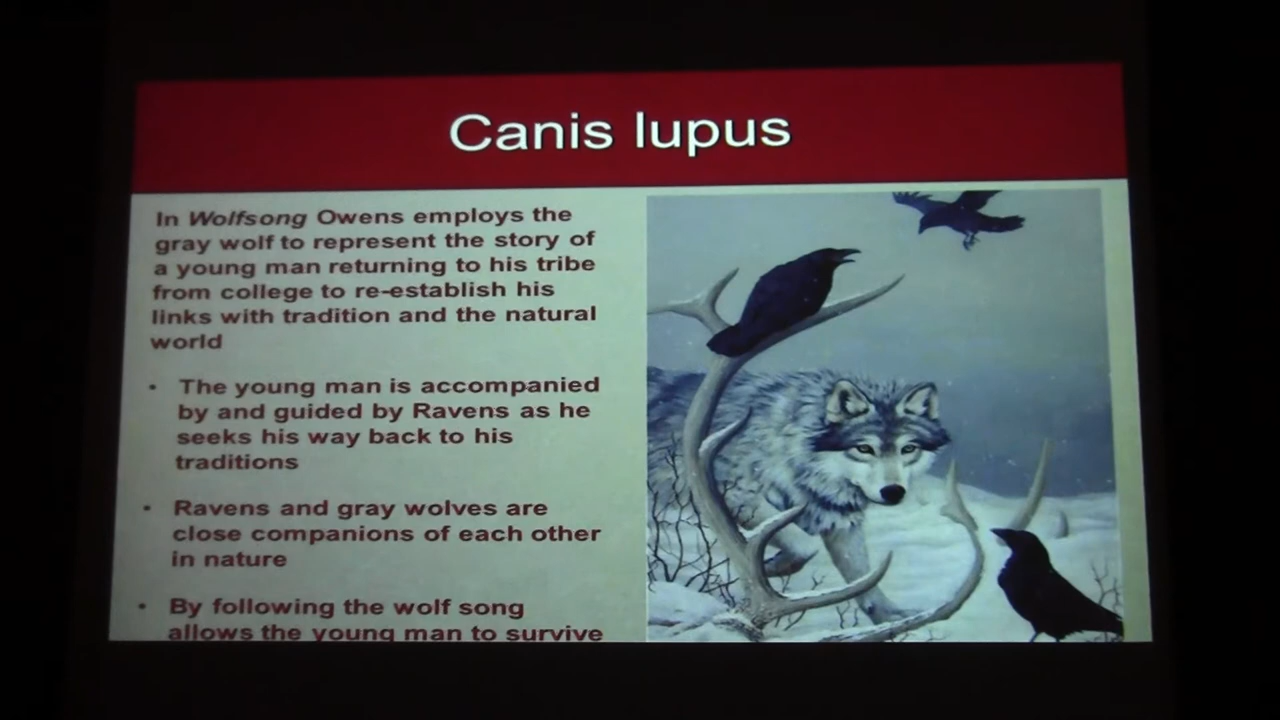 Canis lupus
In Wolfsong Owens employs the
gray wolf to represent the story of
a young man returning to his tribe
from college to re-establish his
links with tradition and the natural
world
• The young man is accompanied
by and guided by Ravens as he
seeks his way back to his
traditions
• Ravens and gray wolves are
close companions of each other
in nature
• By following the wolf song
allows the young man to survive